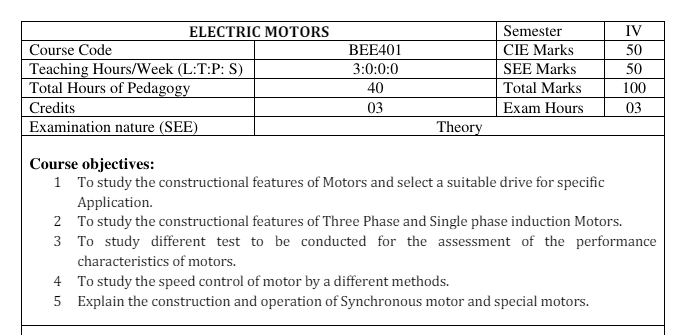 ELECTRIC MOTORS Semester IV
Course Code BEE401 CIE Marks 50
Teaching Hours/Week (L:T:P: S) 3:0:0:0 SEE Marks 50
Total Hours of Pedagogy 40 Total Marks 100
Credits 03 Exam Hours 03
Examination nature (SEE) Theory
Course objectives:
1 To study the constructional features of Motors and select a suitable drive for specific
Application.
2 To study the constructional features of Three Phase and Single phase induction Motors.
3 To study different test to be conducted for the assessment of the performance
characteristics of motors.
4 To study the speed control of motor by a different methods.
5 Explain the construction and operation of Synchronous motor and special motors.